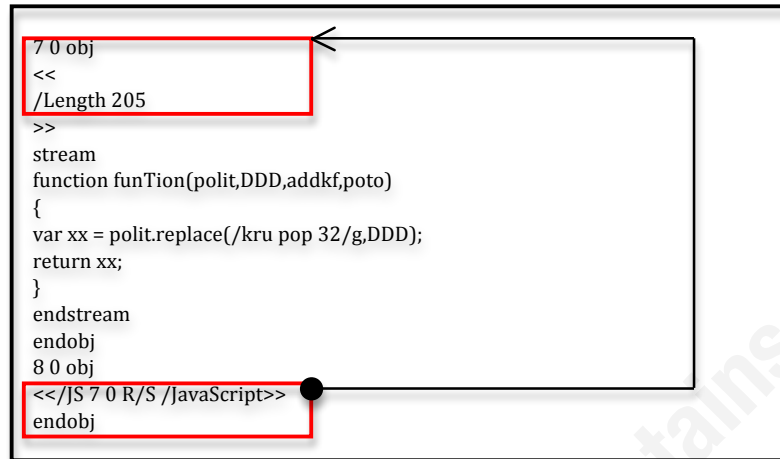 7 0 obj
<<
/Length 205
>>
stream
function funTion(polit,DDD,addkf,poto)
{
var xx = polit.replace(/kru pop 32/g,DDD);
return xx;
}
endstream
endobj
8 0 obj
<</JS 7 0 R/S /JavaScript>>
endobj
tains